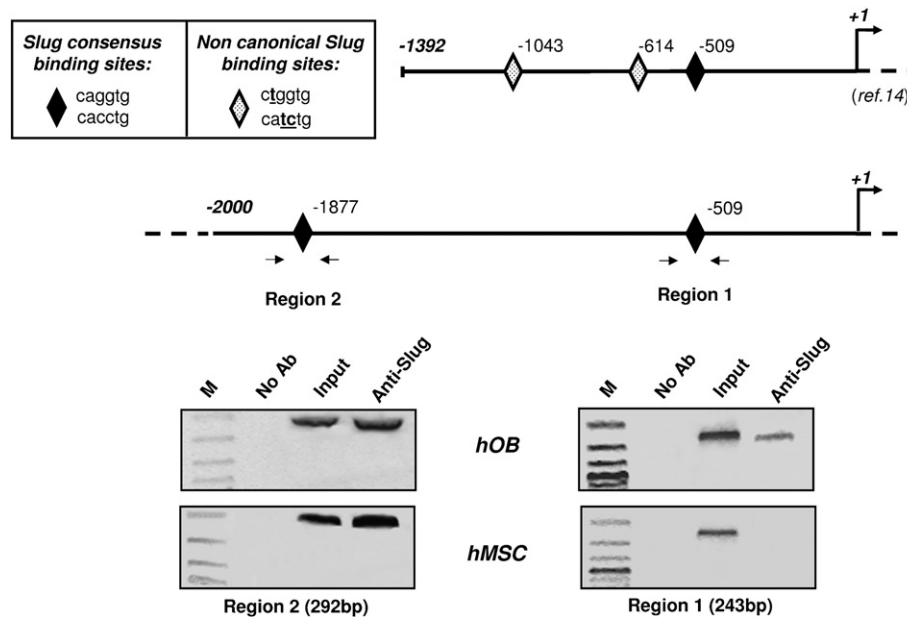 Slug consensus
binding sites:
caggtg
cacctg
Non canonical Slug
binding sites:
ctggtg
catctg
-1392
-1043
-614
-509
+1
(ref.14)
-2000
-1877
-509
+1
Region 2
Region 1
M
No Ab
Input
Anti-Slug
M
No Ab
Input
Anti-Slug
hOB
hMSC
Region 2 (292bp)
Region 1 (243bp)